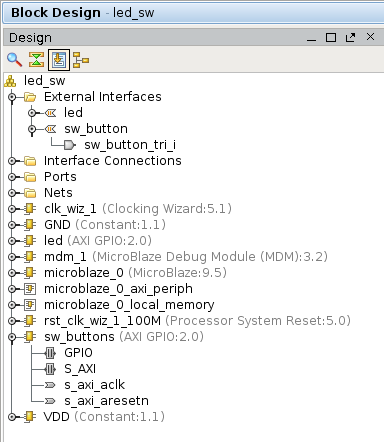 Block Design - led_sw
Design
led_sw
External Interfaces
led
sw_button
sw_button_tri_i
Interface Connections
Ports
Nets
clk_wiz_1 (Clocking Wizard:5.1)
GND (Constant:1.1)
led (AXI GPIO:2.0)
mdm_1 (MicroBlaze Debug Module (MDM):3.2)
microblaze_0 (MicroBlaze:9.5)
microblaze_0_axi_periph
microblaze_0_local_memory
rst_clk_wiz_1_100M (Processor System Reset:5.0)
sw_buttons (AXI GPIO:2.0)
GPIO
S_AXI
s_axi_aclk
s_axi_aresetn
VDD (Constant:1.1)